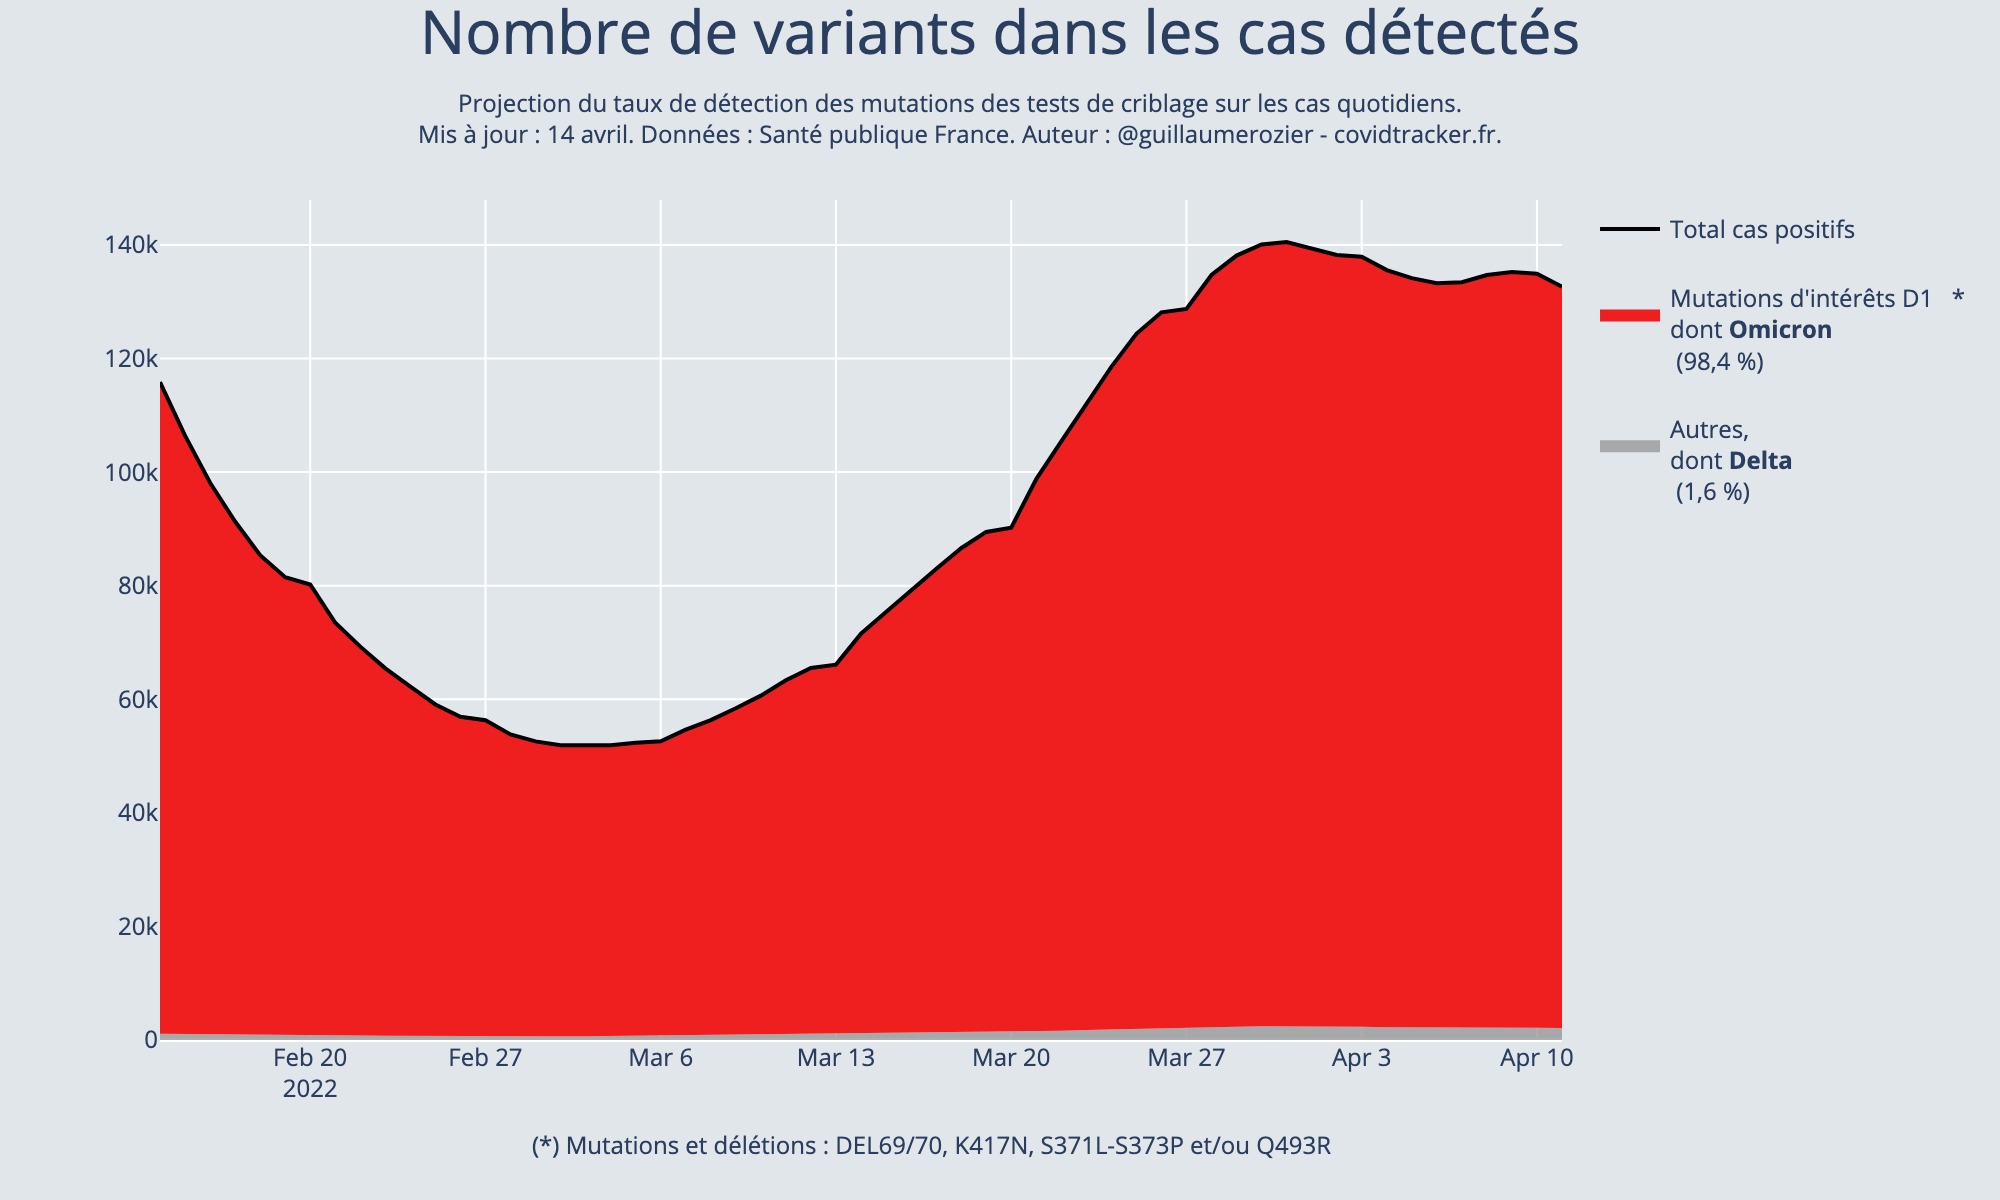 Nombre de variants dans les cas détectés
Projection du taux de détection des mutations des tests de criblage sur les cas quotidiens.
Mis à jour : 14 avril. Données : Santé publique France. Auteur : @guillaumerozier - covidtracker.fr.
140k
120k
100k
80k
60k
40k
20k
0
Feb 20
2022
Feb 27
Mar 6
Mar 13
Mar 20
Mar 27
Apr 3
Apr 10
Total cas positifs
Mutations d'intérêts D1 *
dont Omicron
(98,4 %)
Autres,
dont Delta
(1,6 %)
(*) Mutations et délétions : DEL69/70, K417N, S371L-S373P et/ou Q493R